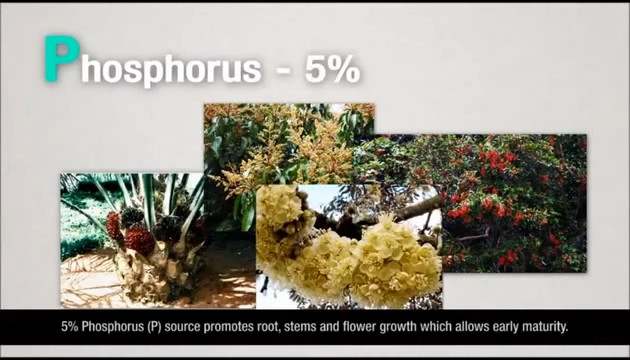 Phosphorus - 5%
5% Phosphorus (P) source promotes root, stems and flower growth which allows early maturity.